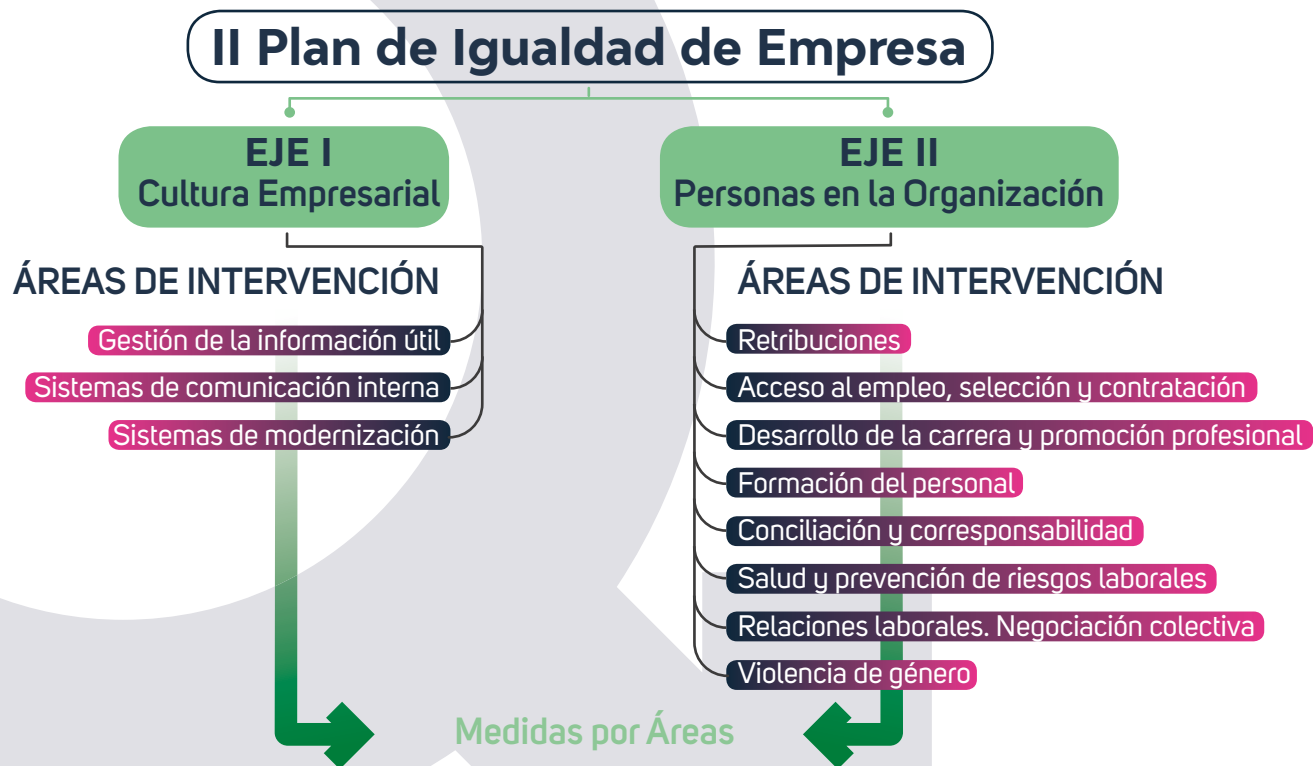 II Plan de Igualdad de Empresa
EJE I
Cultura Empresarial
ÁREAS DE INTERVENCIÓN
Gestión de la información útil
Sistemas de comunicación interna
Sistemas de modernización
EJE II
Personas en la Organización
ÁREAS DE INTERVENCIÓN
Retribuciones
Acceso al empleo, selección y contratación
Desarrollo de la carrera y promoción profesional
Formación del personal
Conciliación y corresponsabilidad
Salud y prevención de riesgos laborales
Relaciones laborales. Negociación colectiva
Violencia de género
Medidas por Áreas